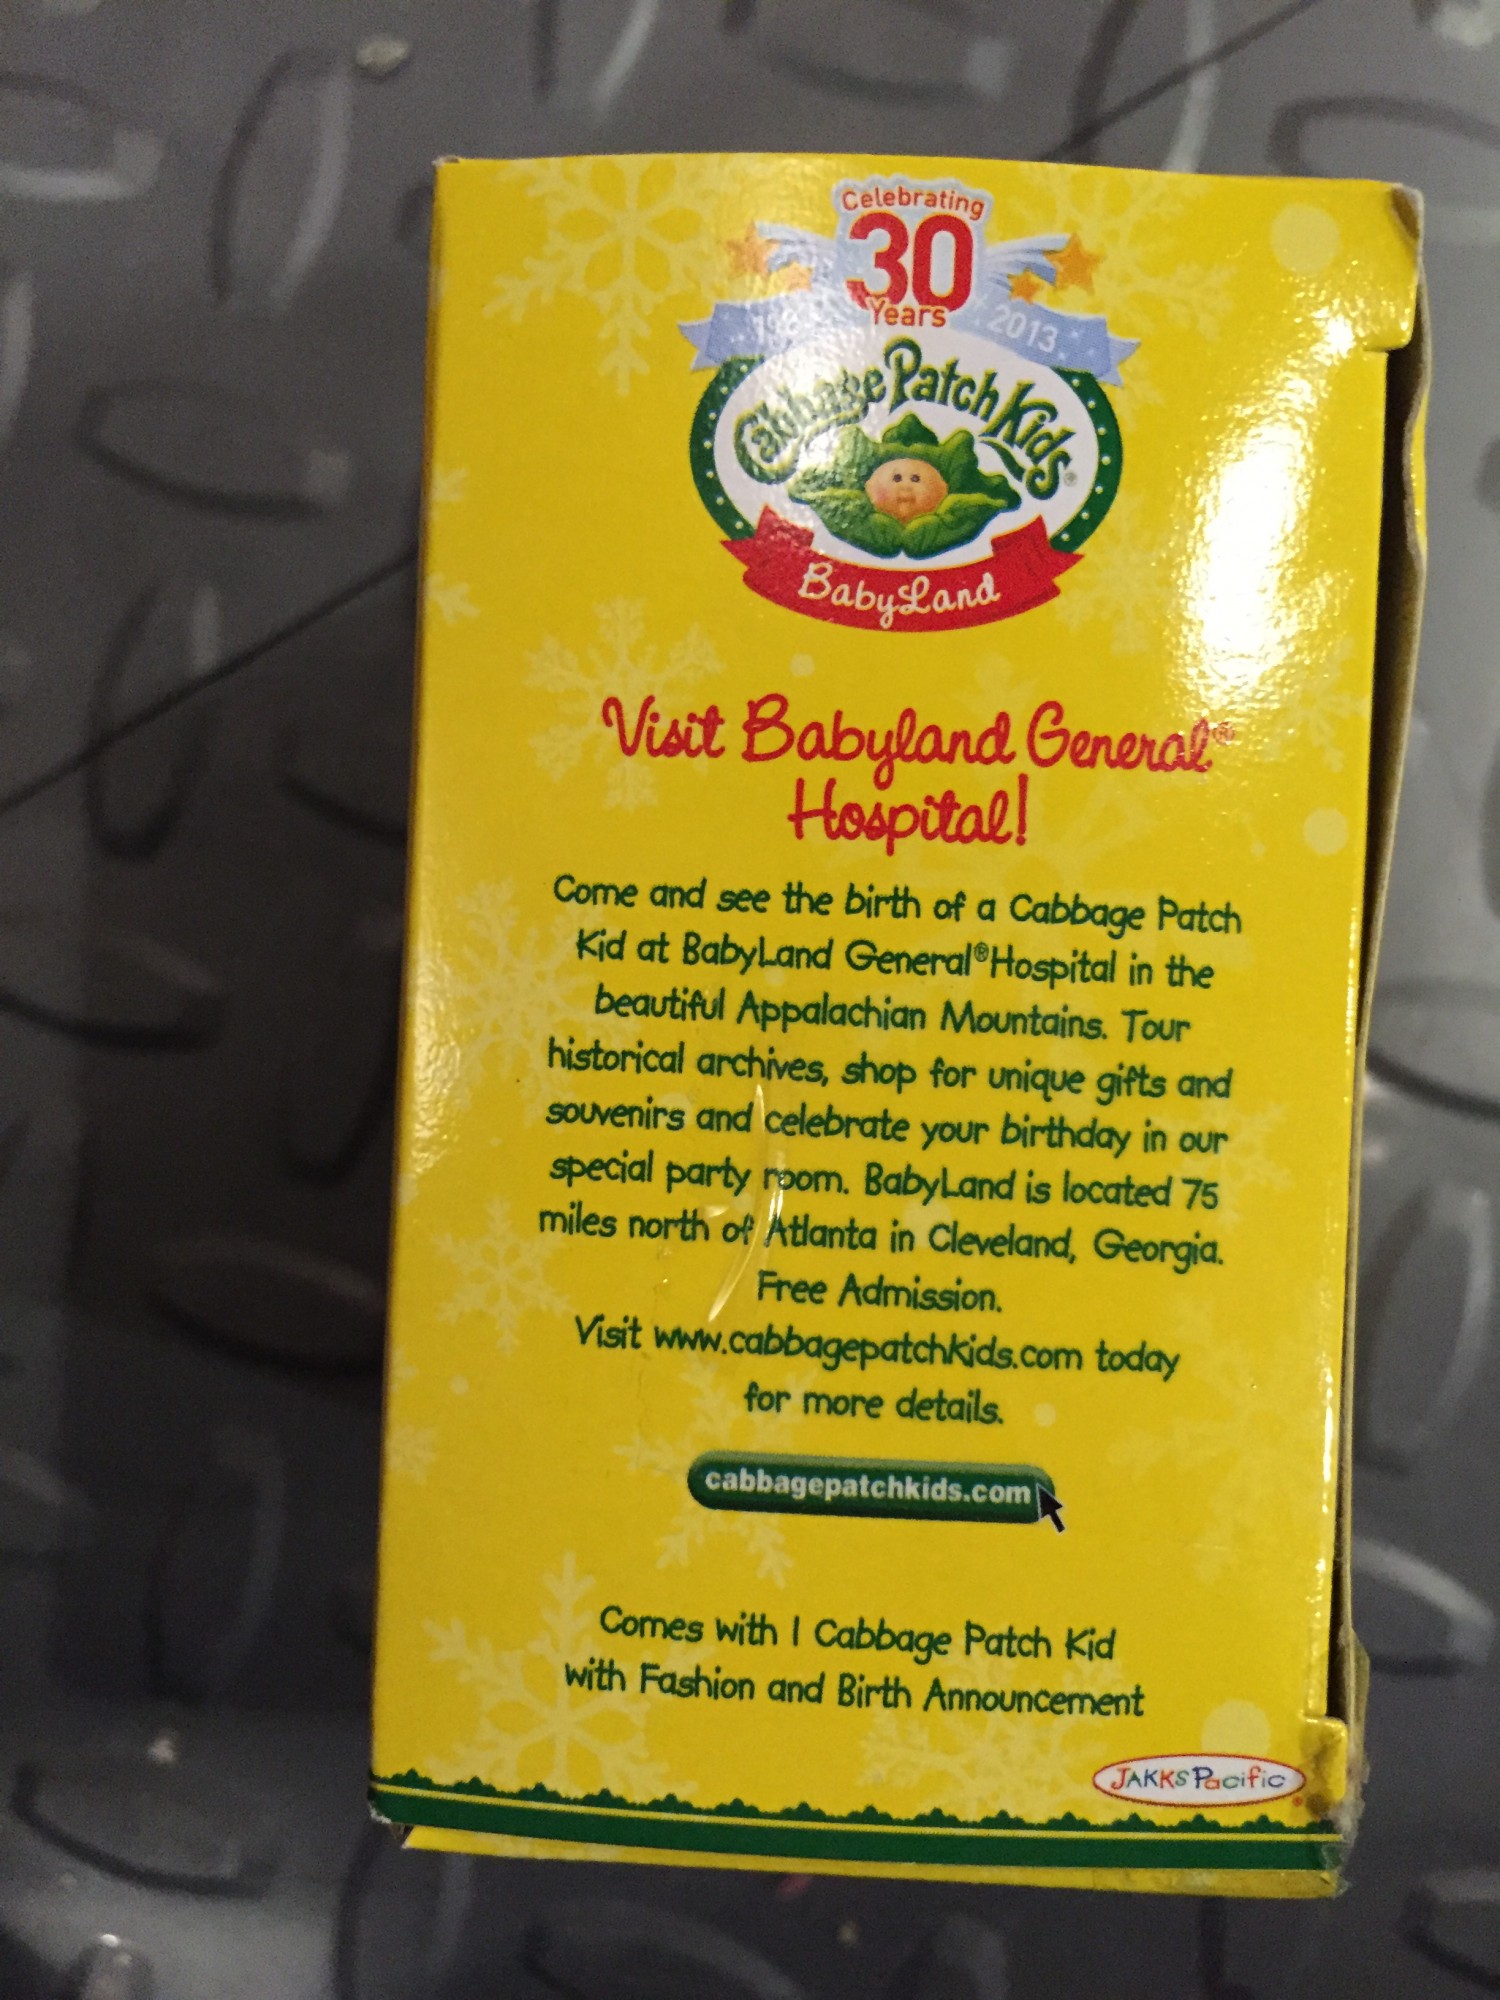 Celebrating
30
Years
2013
Cabbage Patch Kids®
BabyLand
Visit Babyland General®
Hospital!
Come and see the birth of a Cabbage Patch
Kid at BabyLand General® Hospital in the
beautiful Appalachian Mountains. Tour
historical archives, shop for unique gifts and
souvenirs and celebrate your birthday in our
special party room. BabyLand is located 75
miles north of Atlanta in Cleveland, Georgia.
Free Admission.
Visit www.cabbagepatchkids.com today
for more details.
cabbagepatchkids.com
Comes with 1 Cabbage Patch Kid
with Fashion and Birth Announcement
JAKKS Pacific